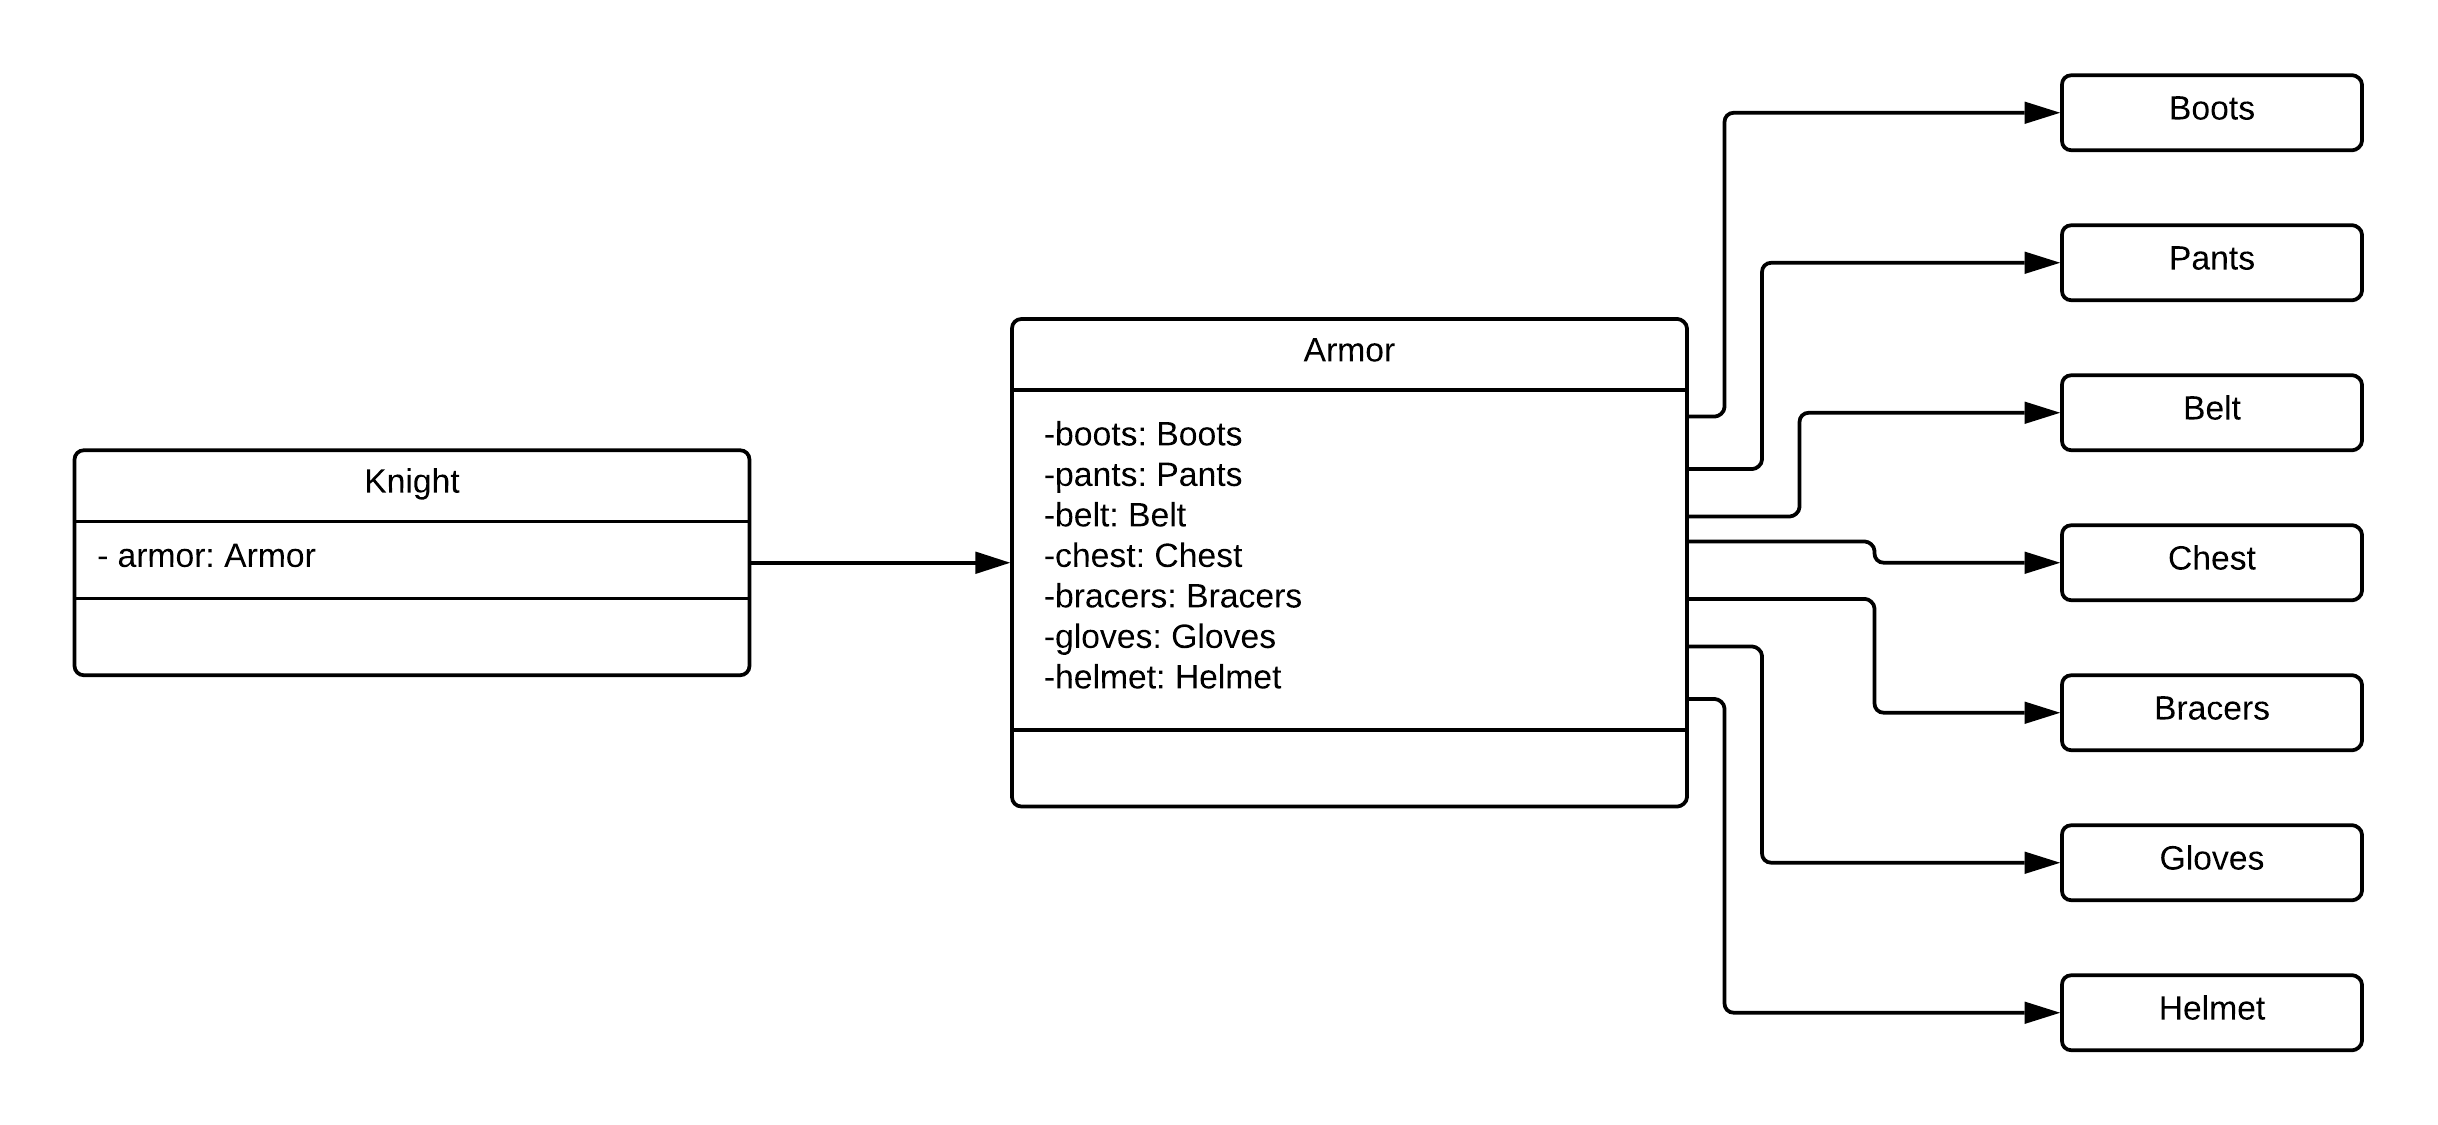 Knight
- armor: Armor
Armor
-boots: Boots
-pants: Pants
-belt: Belt
-chest: Chest
-bracers: Bracers
-gloves: Gloves
-helmet: Helmet
Boots
Pants
Belt
Chest
Bracers
Gloves
Helmet